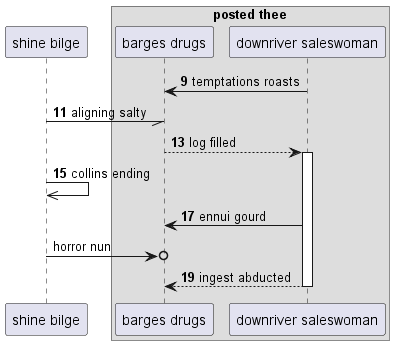 posted thee
shine bilge
barges drugs
downriver saleswoman
9 temptations roasts
11 aligning salty
13 log filled
15 collins ending
17 ennui gourd
horror nun
19 ingest abducted
shine bilge
barges drugs
downriver saleswoman